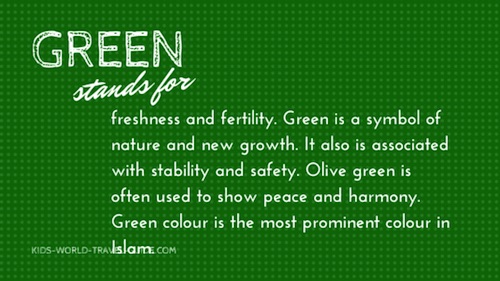 GREEN
stands for
freshness and fertility. Green is a symbol of
nature and new growth. It also is associated
with stability and safety. Olive green is
often used to show peace and harmony.
Green colour is the most prominent colour in
Islam.